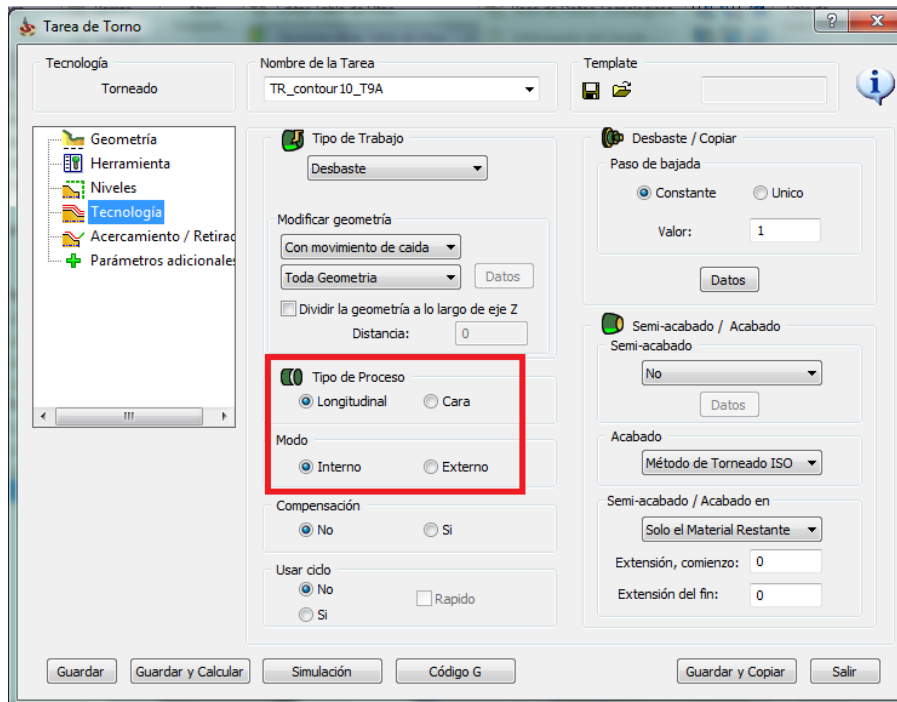 Tarea de Torno
Tecnología
Torneado
Nombre de la Tarea
TR_contour10_T9A
Template
Geometría
Herramienta
Niveles
Tecnología
Acercamiento / Retirac
Parámetros adicionales
Tipo de Trabajo
Desbaste
Modificar geometría
Con movimiento de caida
Toda Geometria
Datos
Dividir la geometría a lo largo de eje Z
Distancia:
0
Tipo de Proceso
Longitudinal
Cara
Modo
Interno
Externo
Compensación
No
Si
Usar ciclo
No
Si
Rapido
Desbaste / Copiar
Paso de bajada
Constante
Unico
Valor:
1
Datos
Semi-acabado / Acabado
Semi-acabado
No
Datos
Acabado
Método de Torneado ISO
Semi-acabado / Acabado en
Solo el Material Restante
Extensión, comienzo:
0
Extensión del fin:
0
Guardar
Guardar y Calcular
Simulación
Código G
Guardar y Copiar
Salir